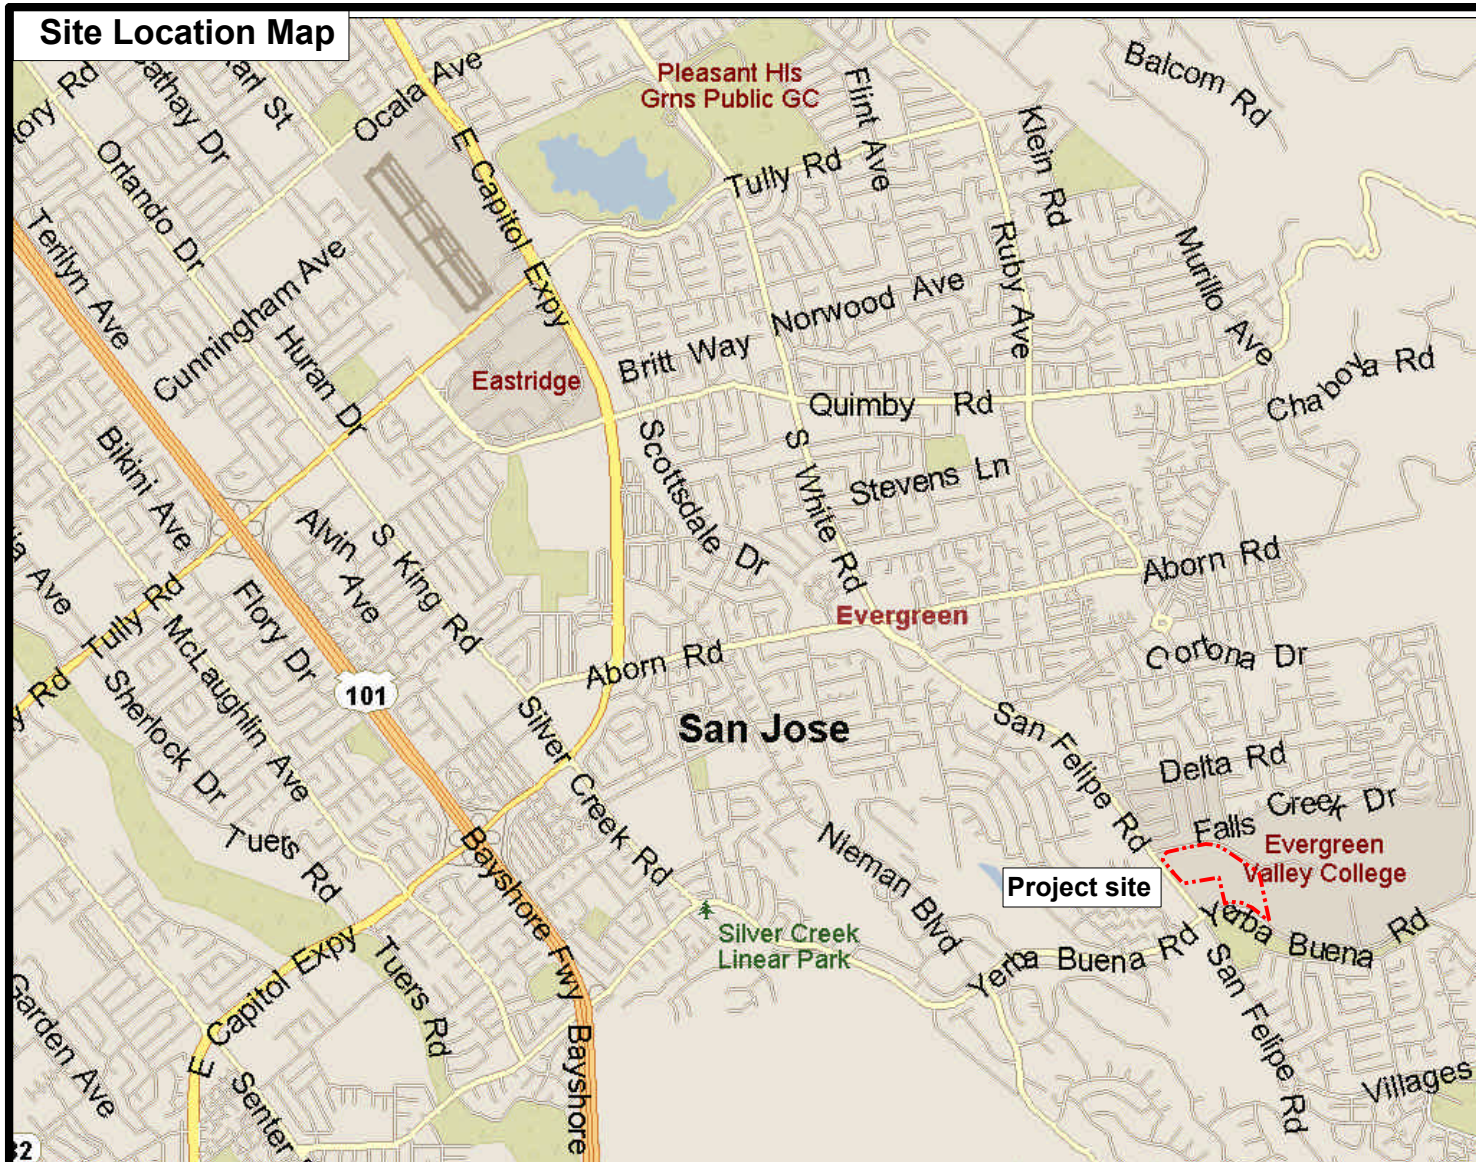 Site Location Map
Ocala Ave
Pleasant Hls
Grns Public GC
Flint Ave
Balcom Rd
Klein Rd
Orlando Dr
E Capitol Expy
Tully Rd
Terilyn Ave
Cunningham Ave
Ruby Ave
Murillo Ave
Norwood Ave
Britt Way
Huran Dr
Eastridge
Chaboya Rd
Quimby Rd
Bikini Ave
Scottsdale Dr
S White Rd
Stevens Ln
Alvin Ave
S King Rd
Aborn Rd
Flory Dr
Tully Rd
McLaughlin Ave
Evergreen
Cortona Dr
Aborn Rd
101
Sherlock Dr
Silver Creek Rd
San Jose
San Felipe Rd
Delta Rd
Falls Creek Dr
Tuers Rd
Bayshore Fwy
Nieman Blvd
Evergreen
Valley College
Project site
Silver Creek
Linear Park
Yerba Buena Rd
Yerba Buena Rd
E Capitol Expy
Tuers Rd
San Felipe Rd
Garden Ave
Bayshore
Senter
Villages